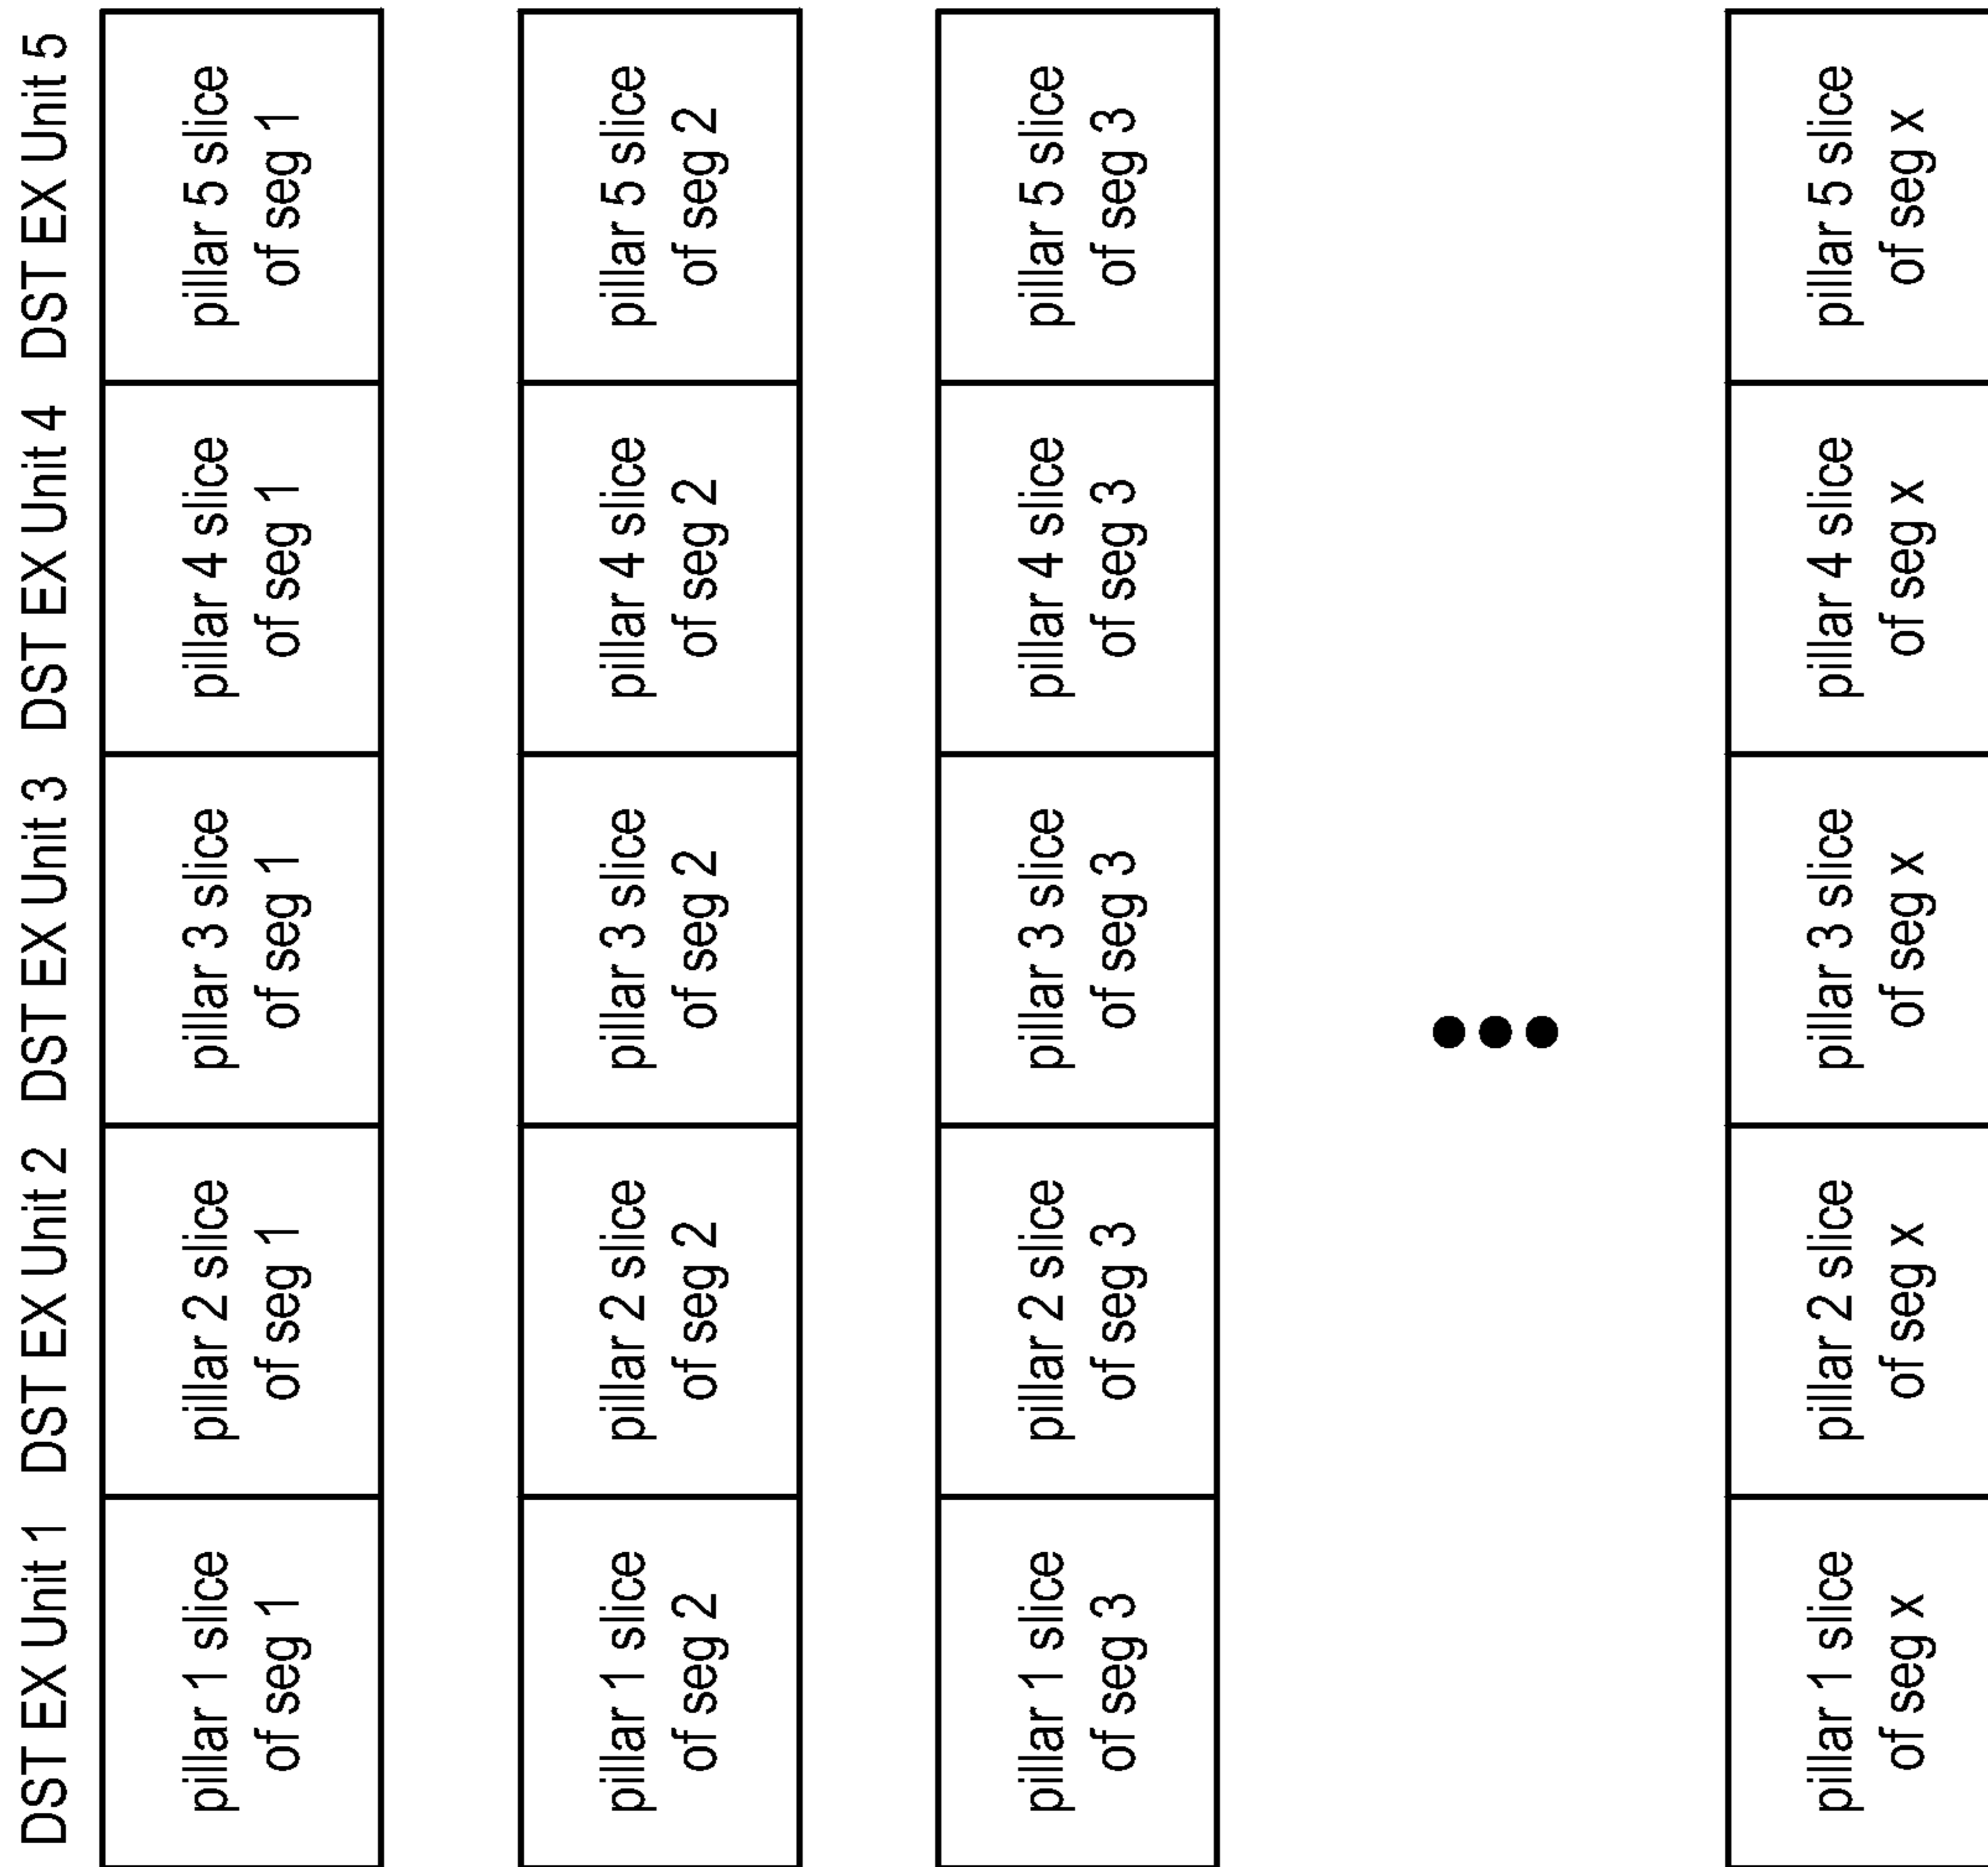 DST EX Unit 1
DST EX Unit 2
DST EX Unit 3
DST EX Unit 4
DST EX Unit 5
pillar 1 slice
of seg 1
pillar 2 slice
of seg 1
pillar 3 slice
of seg 1
pillar 4 slice
of seg 1
pillar 5 slice
of seg 1
pillar 1 slice
of seg 2
pillar 2 slice
of seg 2
pillar 3 slice
of seg 2
pillar 4 slice
of seg 2
pillar 5 slice
of seg 2
pillar 1 slice
of seg 3
pillar 2 slice
of seg 3
pillar 3 slice
of seg 3
pillar 4 slice
of seg 3
pillar 5 slice
of seg 3
pillar 1 slice
of seg x
pillar 2 slice
of seg x
pillar 3 slice
of seg x
pillar 4 slice
of seg x
pillar 5 slice
of seg x